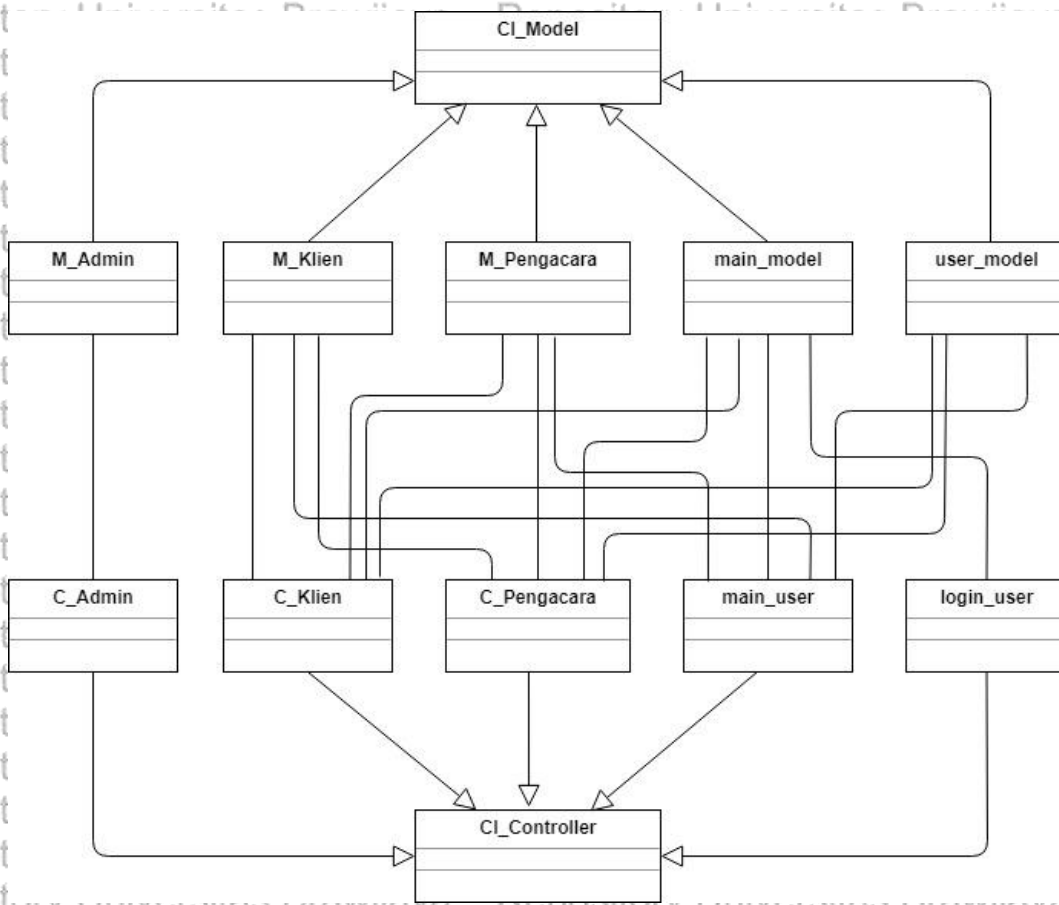 CI_Model
M_Admin
M_Klien
M_Pengacara
main_model
user_model
C_Admin
C_Klien
C_Pengacara
main_user
login_user
CI_Controller